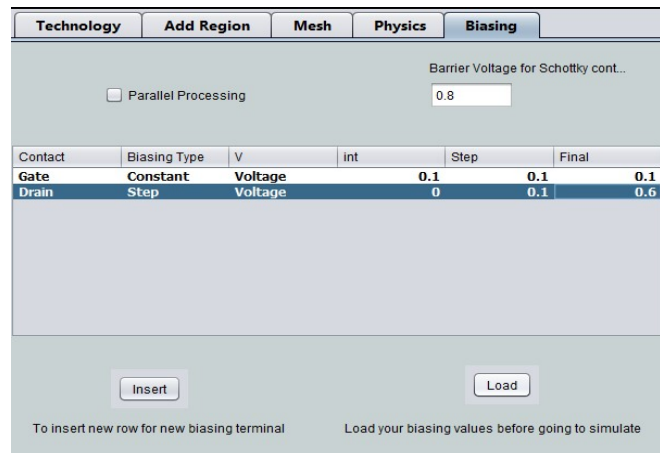 Technology Add Region Mesh Physics Biasing
Barrier Voltage for Schottky cont...
Parallel Processing 0.8
Contact Biasing Type V int Step Final
Gate Constant Voltage 0.1 0.1 0.1
Drain Step Voltage 0 0.1 0.6
Insert Load
To insert new row for new biasing terminal Load your biasing values before going to simulate